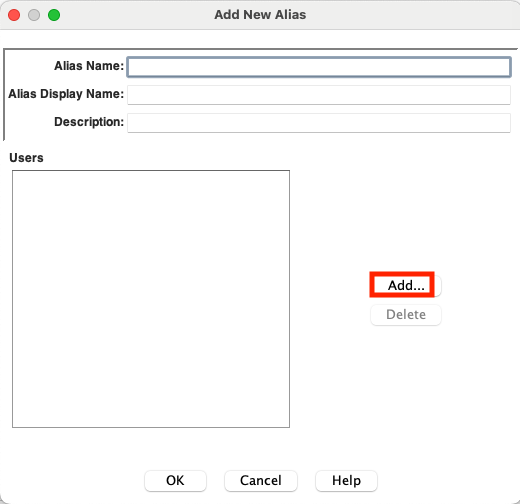 Add New Alias
Alias Name:
Alias Display Name:
Description:
Users
Add...
Delete
OK Cancel Help